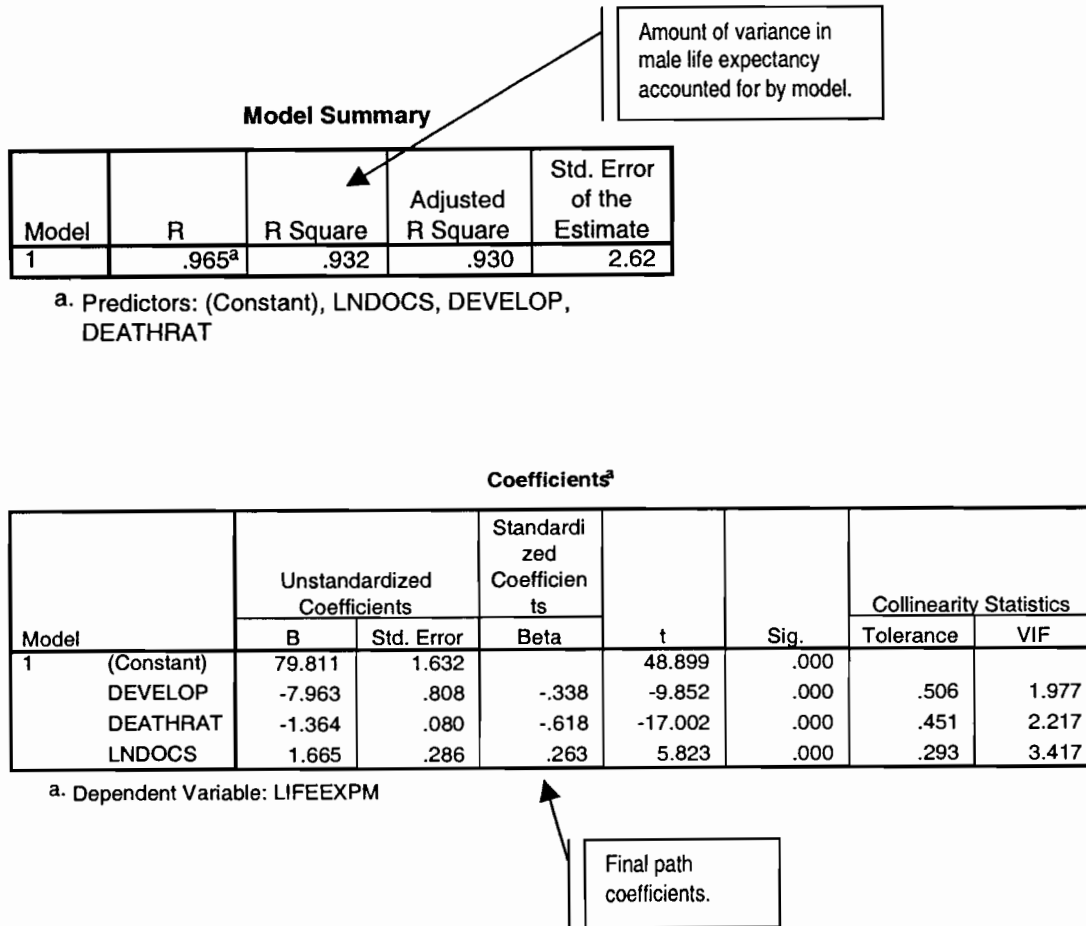 Amount of variance in
male life expectancy
accounted for by model.
Model Summary
Std. Error
Adjusted of the
Model R R Square R Square Estimate
1 .965a .932 .930 2.62
a. Predictors: (Constant), LNDOCS, DEVELOP,
DEATHRAT
Coefficientsa
Standardi
zed
Unstandardized Coefficien
Coefficients ts Collinearity Statistics
Model B Std. Error Beta t Sig. Tolerance VIF
1 (Constant) 79.811 1.632 48.899 .000
DEVELOP -7.963 .808 -.338 -9.852 .000 .506 1.977
DEATHRAT -1.364 .080 -.618 -17.002 .000 .451 2.217
LNDOCS 1.665 .286 .263 5.823 .000 .293 3.417
a. Dependent Variable: LIFEEXPM
Final path
coefficients.